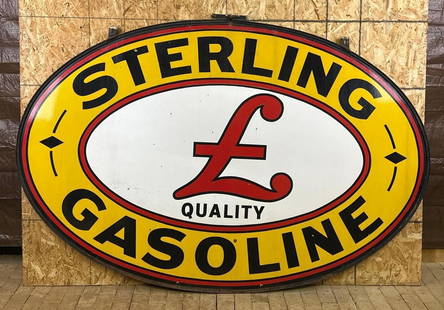 STERLING
£
QUALITY
GASOLINE